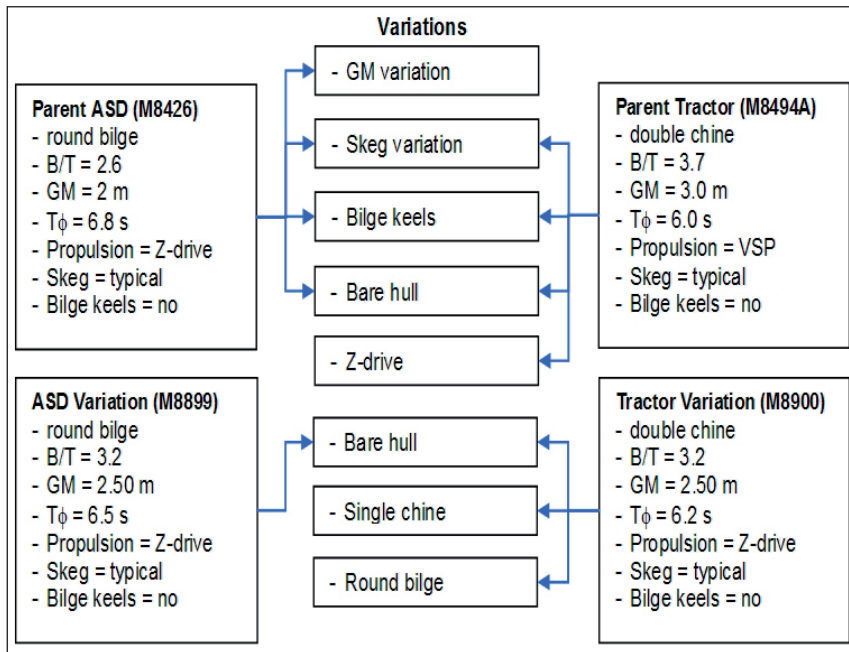 Variations
- GM variation
- Skeg variation
- Bilge keels
- Bare hull
- Z-drive
Parent ASD (M8426)
- round bilge
- B/T = 2.6
- GM = 2 m
- Tϕ = 6.8 s
- Propulsion = Z-drive
- Skeg = typical
- Bilge keels = no
Parent Tractor (M8494A)
- double chine
- B/T = 3.7
- GM = 3.0 m
- Tϕ = 6.0 s
- Propulsion = VSP
- Skeg = typical
- Bilge keels = no
ASD Variation (M8899)
- round bilge
- B/T = 3.2
- GM = 2.50 m
- Tϕ = 6.5 s
- Propulsion = Z-drive
- Skeg = typical
- Bilge keels = no
- Bare hull
- Single chine
- Round bilge
Tractor Variation (M8900)
- double chine
- B/T = 3.2
- GM = 2.50 m
- Tϕ = 6.2 s
- Propulsion = Z-drive
- Skeg = typical
- Bilge keels = no